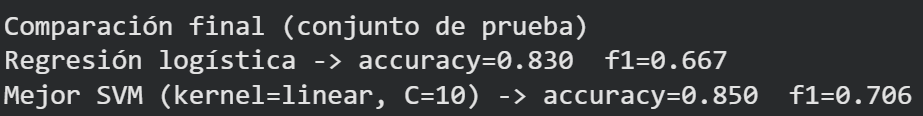 Comparación final (conjunto de prueba)
Regresión logística -> accuracy=0.830  f1=0.667
Mejor SVM (kernel=linear, C=10) -> accuracy=0.850  f1=0.706